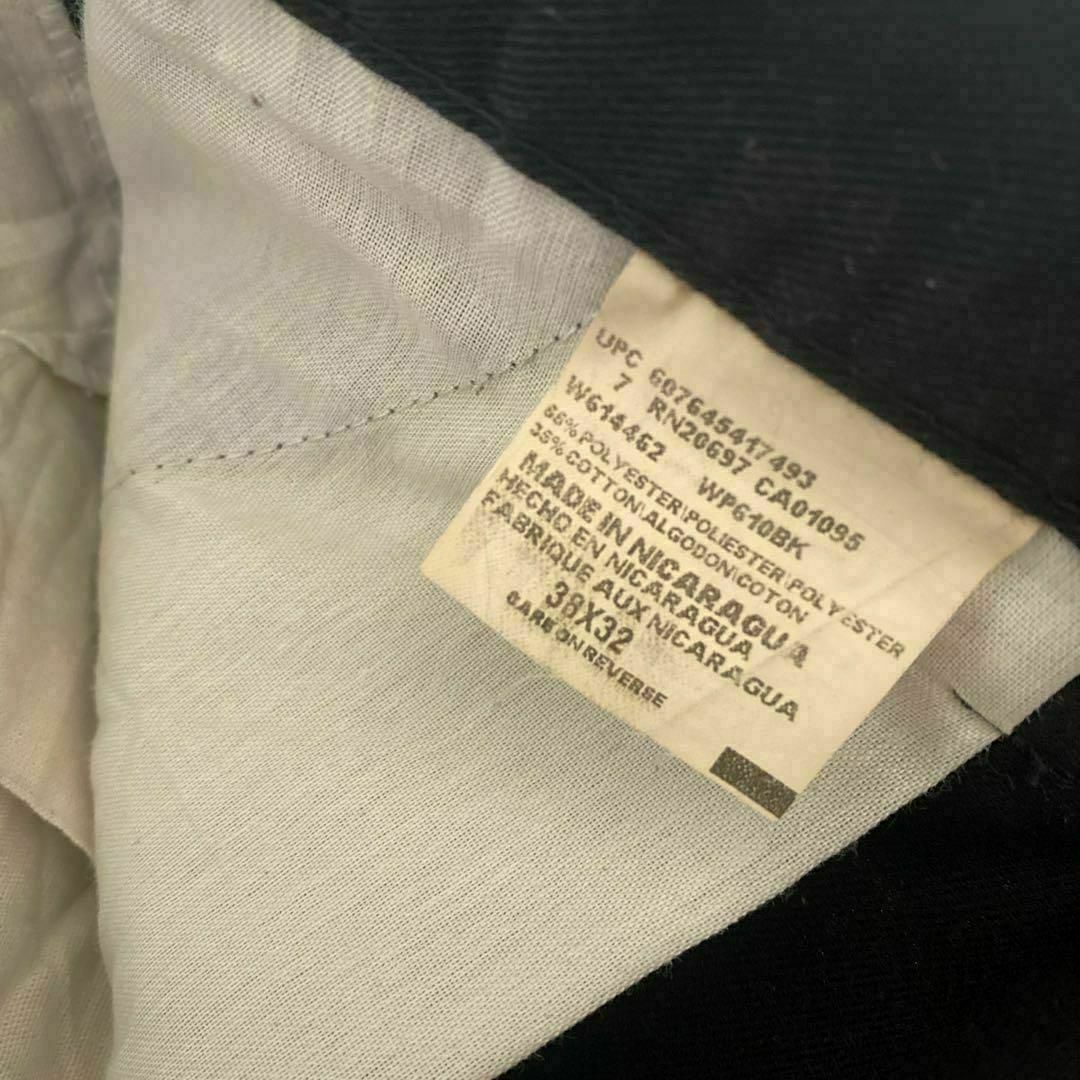 UPC 607645417493
7 RN20697 CA01095
W614462 WP610BK
65% POLYESTER\POLIESTER\POLYESTER
35% COTTON\ALGODON\COTON
MADE IN NICARAGUA
HECHO EN NICARAGUA
FABRIQUE AUX NICARAGUA
38X32
CARE ON REVERSE